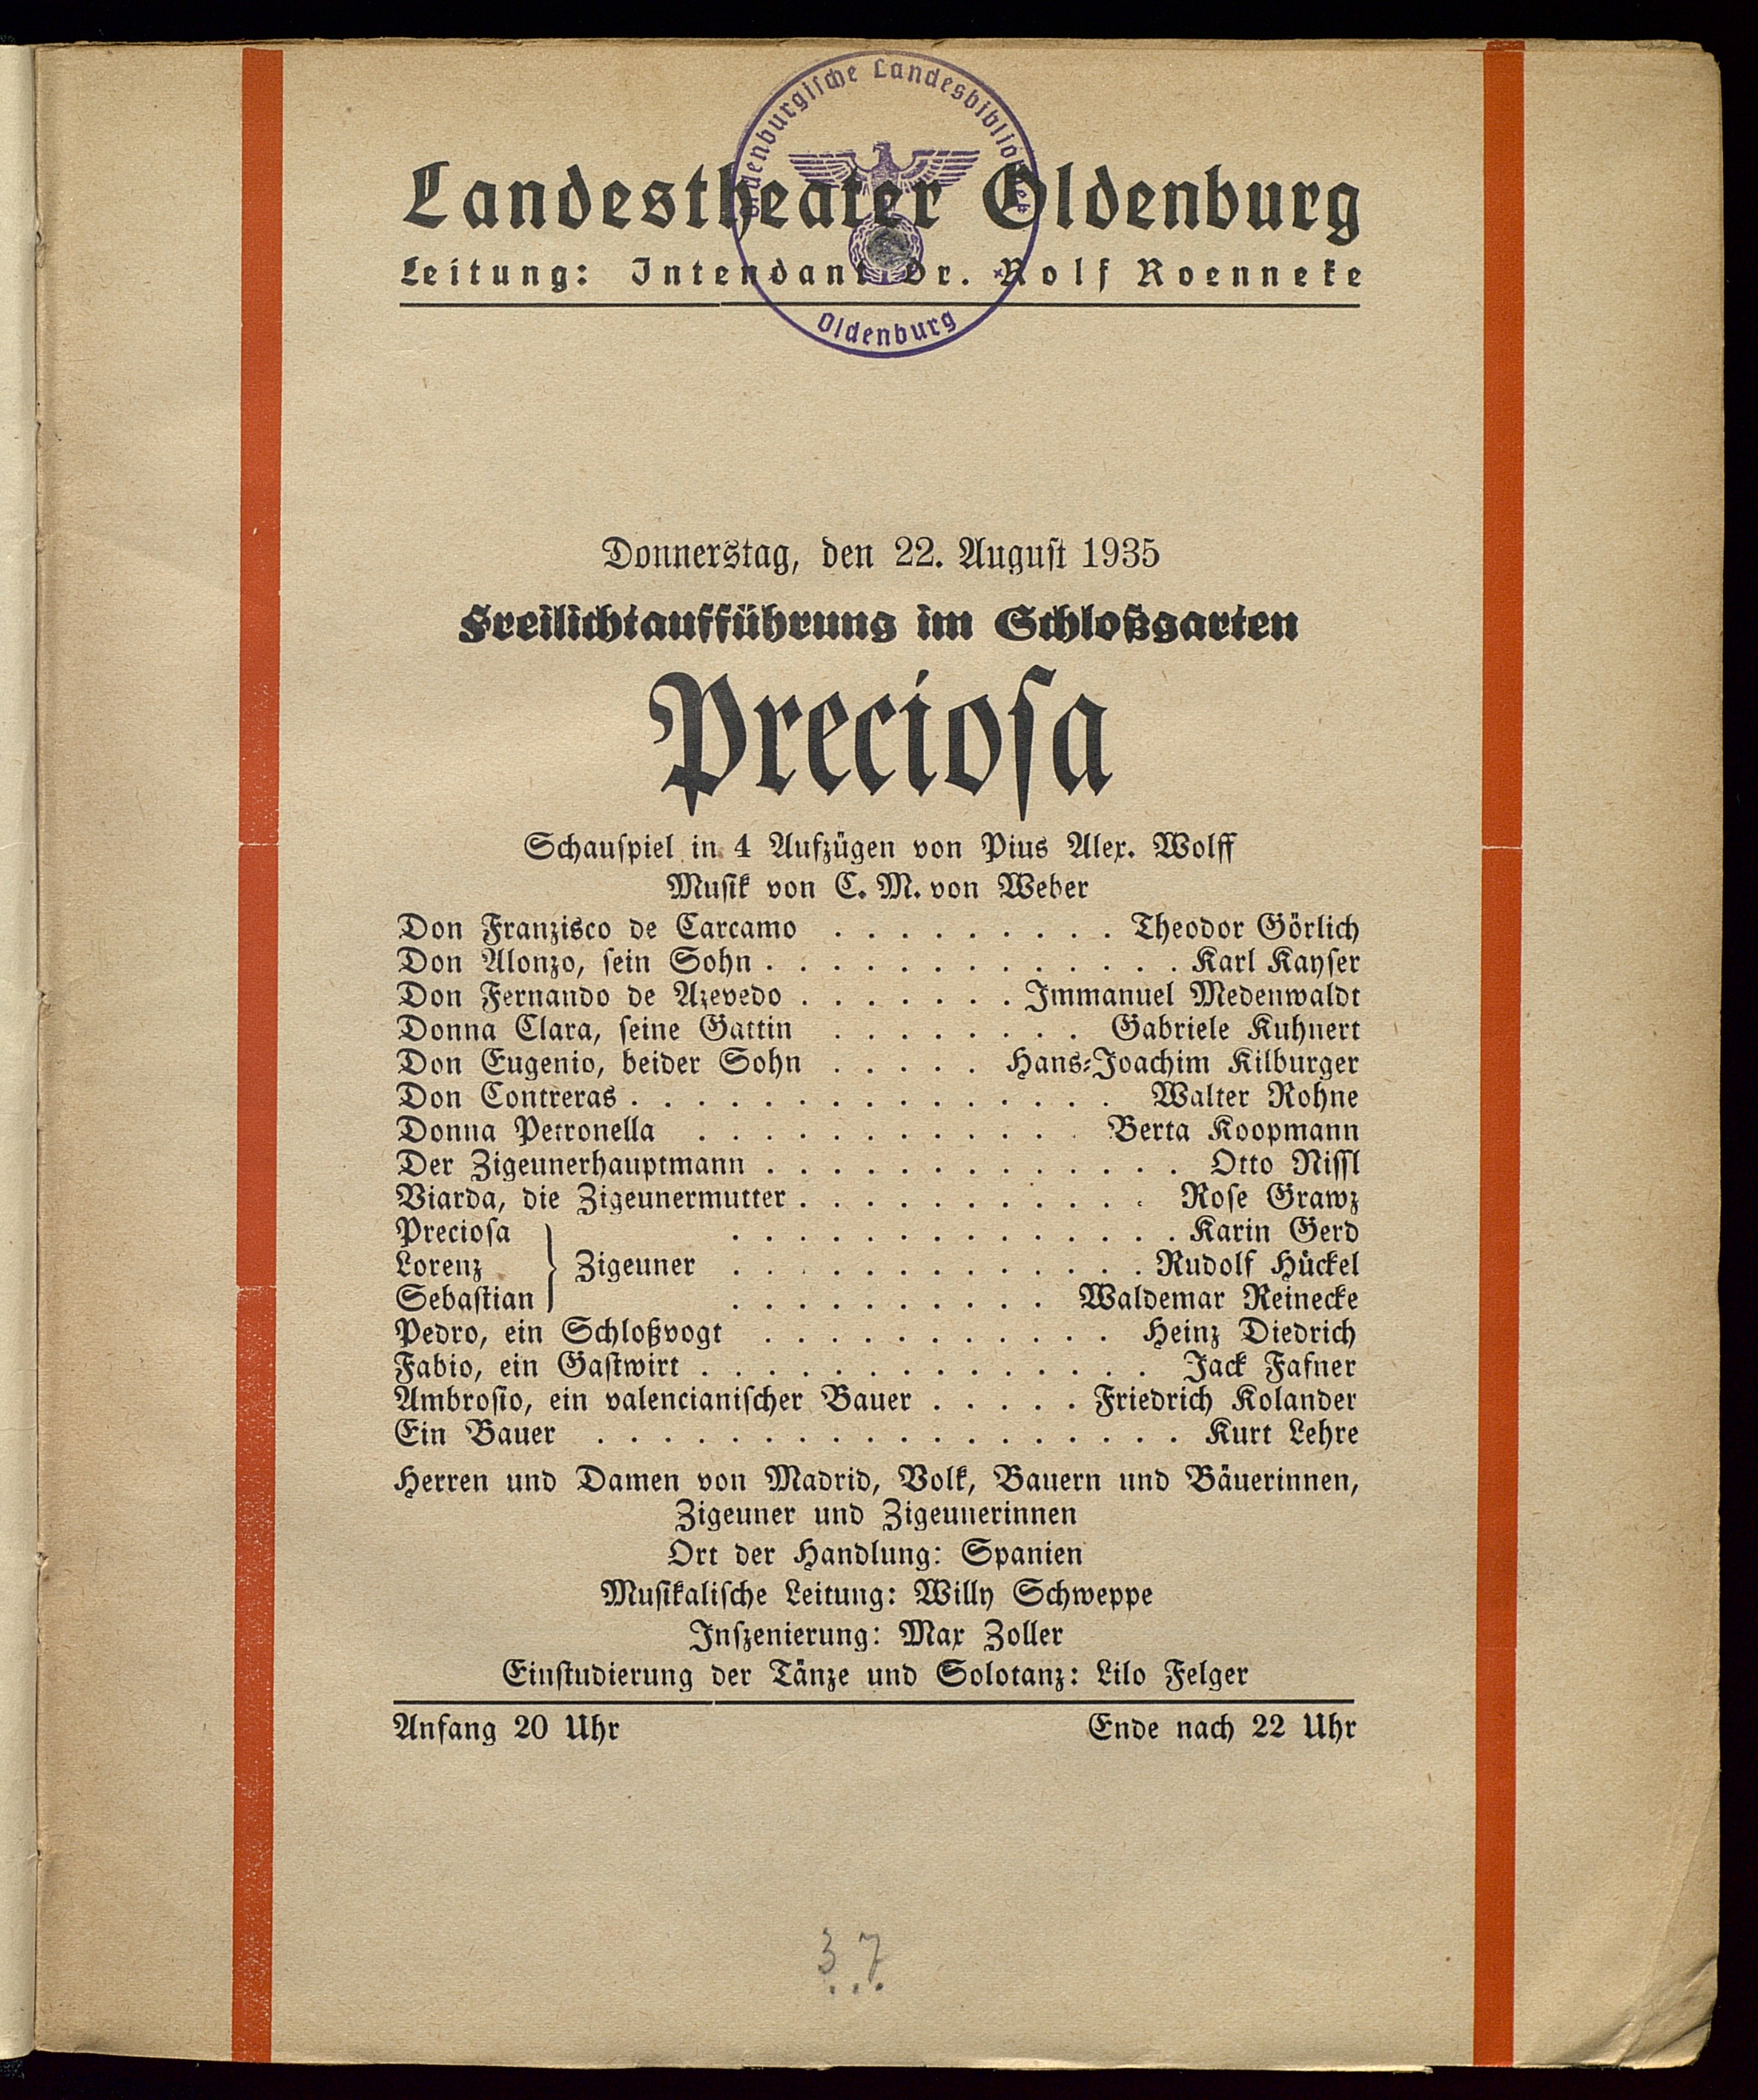 Oldenburgische Landesbibliothek
Oldenburg
Landestheater Oldenburg
Leitung: Intendant Dr. Rolf Roenneke
Donnerstag, den 22. August 1935
Freilichtaufführung im Schloßgarten
Preciosa
Schauspiel in 4 Aufzügen von Pius Alex. Wolff
Musik von C. M. von Weber
Don Franzisco de Carcamo . . . . . . . . . Theodor Görlich
Don Alonzo, sein Sohn . . . . . . . . . . . . . Karl Kayser
Don Fernando de Azevedo . . . . . . . Immanuel Medenwaldt
Donna Clara, seine Gattin . . . . . . . . Gabriele Kuhnert
Don Eugenio, beider Sohn . . . . . Hans-Joachim Kilburger
Don Contreras . . . . . . . . . . . . . . . Walter Rohne
Donna Petronella . . . . . . . . . . . . Berta Koopmann
Der Zigeunerhauptmann . . . . . . . . . . . . . Otto Nissl
Viarda, die Zigeunermutter . . . . . . . . . . . Rose Grawz
Preciosa . . . . . . . . . . . . . . Karin Gerd
Lorenz } Zigeuner . . . . . . . . . . . . . Rudolf Hückel
Sebastian . . . . . . . . . . Waldemar Reinecke
Pedro, ein Schloßvogt . . . . . . . . . . . Heinz Diedrich
Fabio, ein Gastwirt . . . . . . . . . . . . . . Jack Fafner
Ambrosio, ein valencianischer Bauer . . . . . Friedrich Kolander
Ein Bauer . . . . . . . . . . . . . . . . . . Kurt Lehre
Herren und Damen von Madrid, Volk, Bauern und Bäuerinnen,
Zigeuner und Zigeunerinnen
Ort der Handlung: Spanien
Musikalische Leitung: Willy Schweppe
Inszenierung: Max Zoller
Einstudierung der Tänze und Solotanz: Lilo Felger
Anfang 20 Uhr Ende nach 22 Uhr
37